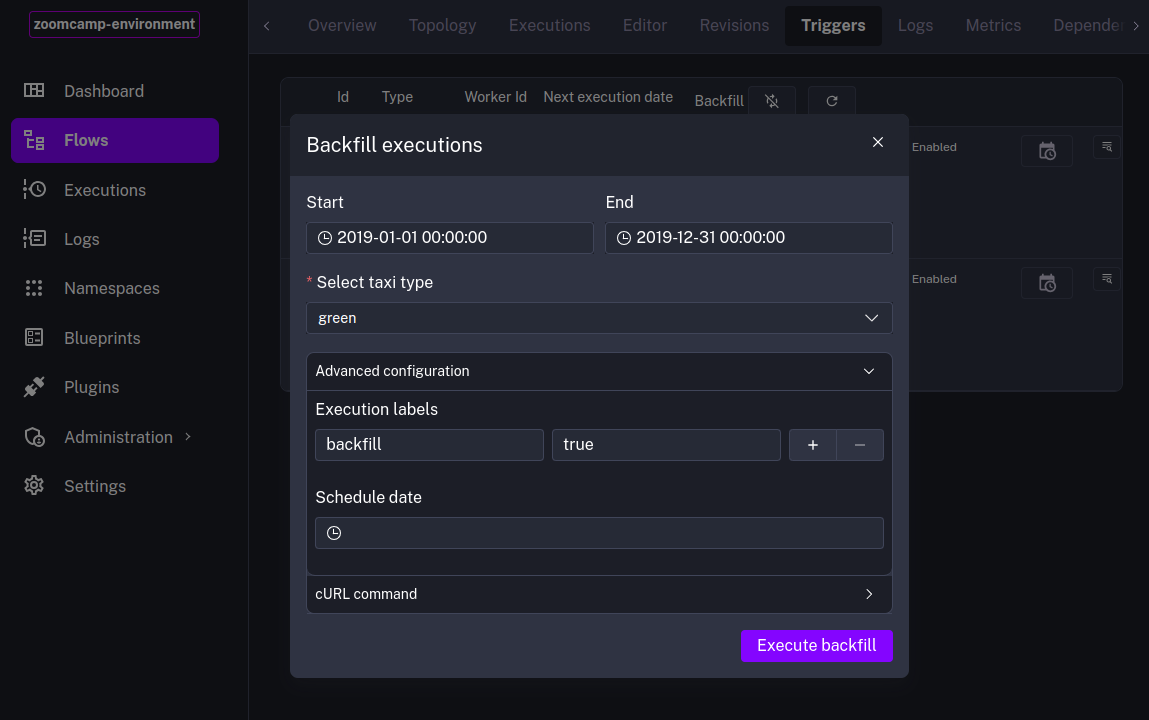 zoomcamp-environment
Overview Topology Executions Editor Revisions Triggers Logs Metrics Depende
Dashboard
Flows
Executions
Logs
Namespaces
Blueprints
Plugins
Administration
Settings
Id Type Worker Id Next execution date Backfill
Enabled
Enabled
Backfill executions
Start End
2019-01-01 00:00:00 2019-12-31 00:00:00
* Select taxi type
green
Advanced configuration
Execution labels
backfill true
Schedule date
cURL command
Execute backfill